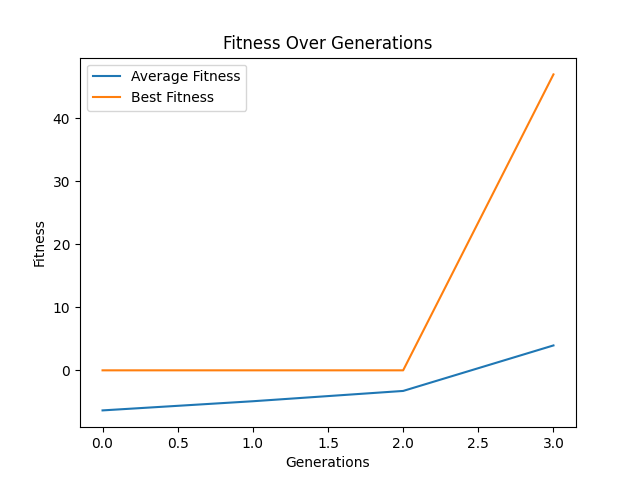 Fitness Over Generations
Average Fitness
Best Fitness
40
30
20
10
0
Fitness
0.0 0.5 1.0 1.5 2.0 2.5 3.0
Generations